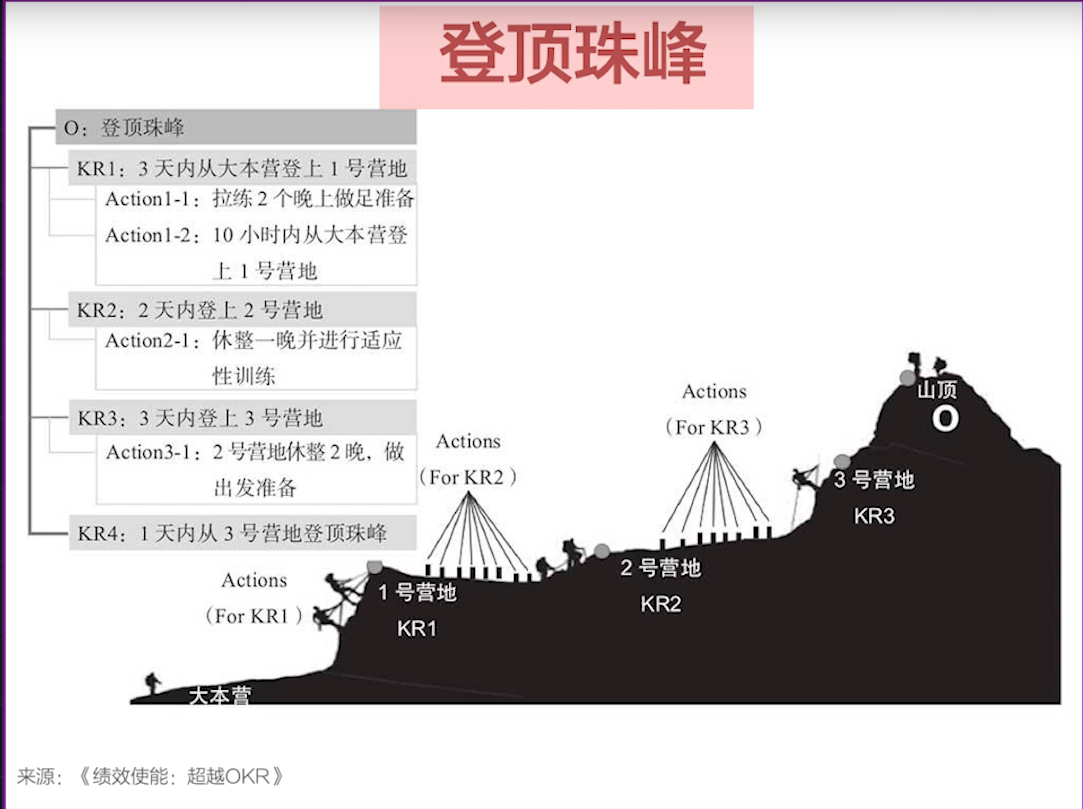 登顶珠峰
O：登顶珠峰
KR1：3 天内从大本营登上 1 号营地
Action1-1：拉练 2 个晚上做足准备
Action1-2：10 小时内从大本营登
上 1 号营地
KR2：2 天内登上 2 号营地
Action2-1：休整一晚并进行适应
性训练
KR3：3 天内登上 3 号营地
Action3-1：2 号营地休整 2 晚，做
出发准备
KR4：1 天内从 3 号营地登顶珠峰
Actions
（For KR1）
Actions
（For KR2）
Actions
（For KR3）
大本营
1 号营地
KR1
2 号营地
KR2
3 号营地
KR3
山顶
O
来源：《绩效使能：超越OKR》